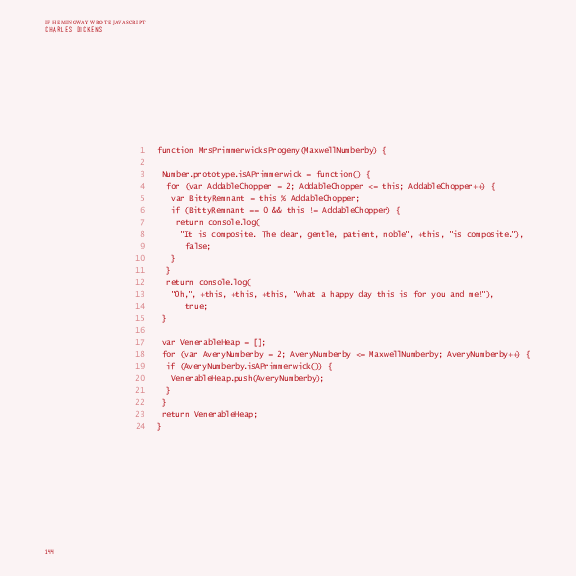 IF HEMINGWAY WROTE JAVASCRIPT
CHARLES DICKENS
1 function MrsPrimmerwicksProgeny(MaxwellNumberby) {
2
3 Number.prototype.isAPrimmerwick = function() {
4 for (var AddableChopper = 2; AddableChopper <= this; AddableChopper++) {
5 var BittyRemnant = this % AddableChopper;
6 if (BittyRemnant == 0 && this != AddableChopper) {
7 return console.log(
8 "It is composite. The dear, gentle, patient, noble", +this, "is composite."),
9 false;
10 }
11 }
12 return console.log(
13 "Oh,", +this, +this, +this, "what a happy day this is for you and me!"),
14 true;
15 }
16
17 var VenerableHeap = [];
18 for (var AveryNumberby = 2; AveryNumberby <= MaxwellNumberby; AveryNumberby++) {
19 if (AveryNumberby.isAPrimmerwick()) {
20 VenerableHeap.push(AveryNumberby);
21 }
22 }
23 return VenerableHeap;
24 }